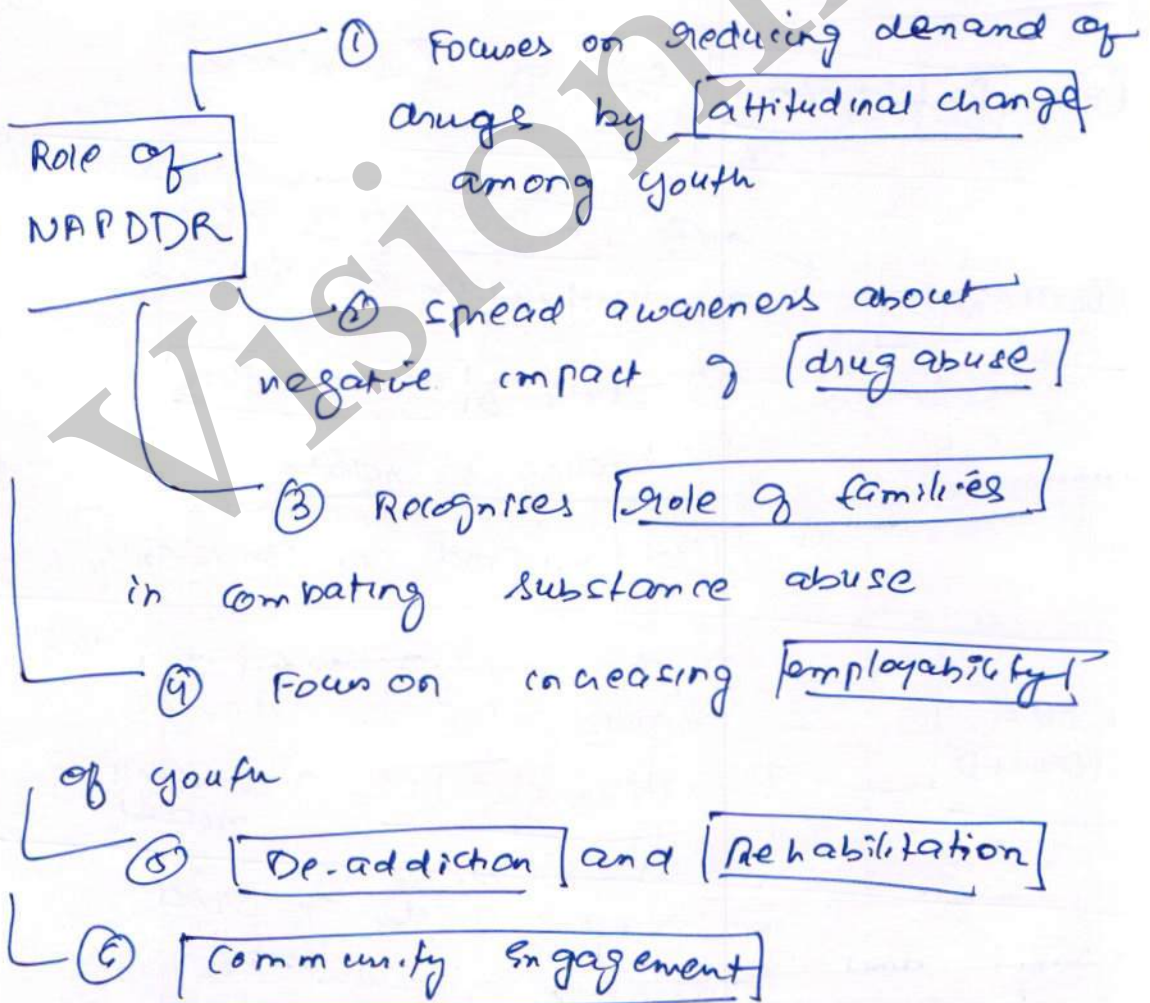 ① Focuses on reducing demand of
drugs by attitudinal change
among youth
Role of
NAPDDR
② Spread awareness about
negative impact of drug abuse
③ Recognises role of families
in combating substance abuse
④ Focus on increasing employability
of youth
⑤ De-addiction and Rehabilitation
⑥ Community Engagement
Vision